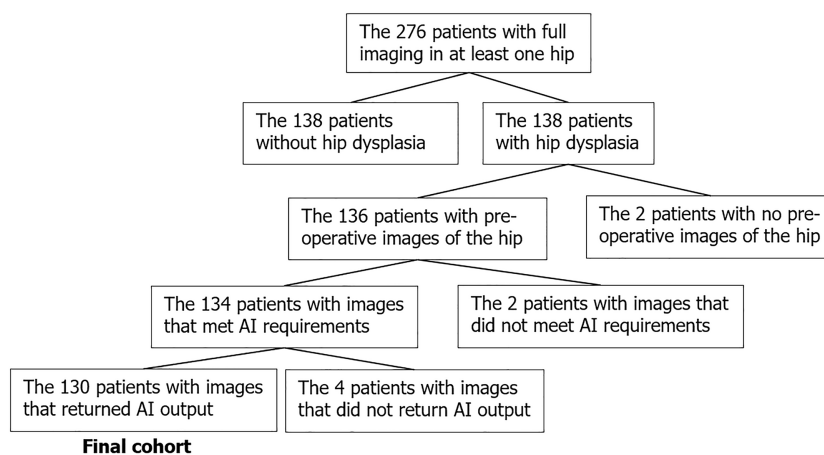 The 276 patients with full
imaging in at least one hip
The 138 patients
without hip dysplasia
The 138 patients
with hip dysplasia
The 136 patients with pre-
operative images of the hip
The 2 patients with no pre-
operative images of the hip
The 134 patients with images
that met AI requirements
The 2 patients with images that
did not meet AI requirements
The 130 patients with images
that returned AI output
The 4 patients with images
that did not return AI output
Final cohort